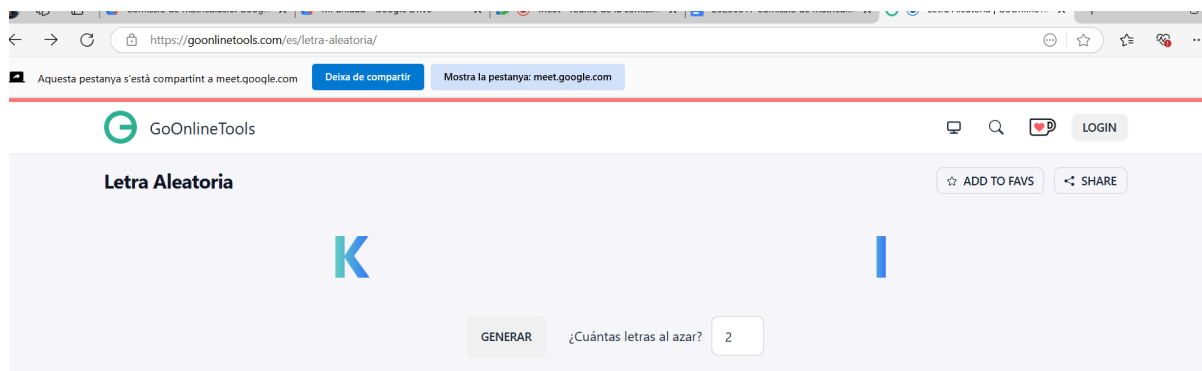 https://goonlinetools.com/es/letra-aleatoria/
Aquesta pestanya s'està compartint a meet.google.com Deixa de compartir Mostra la pestanya: meet.google.com
GoOnlineTools LOGIN
Letra Aleatoria ADD TO FAVS SHARE
K I
GENERAR ¿Cuántas letras al azar? 2